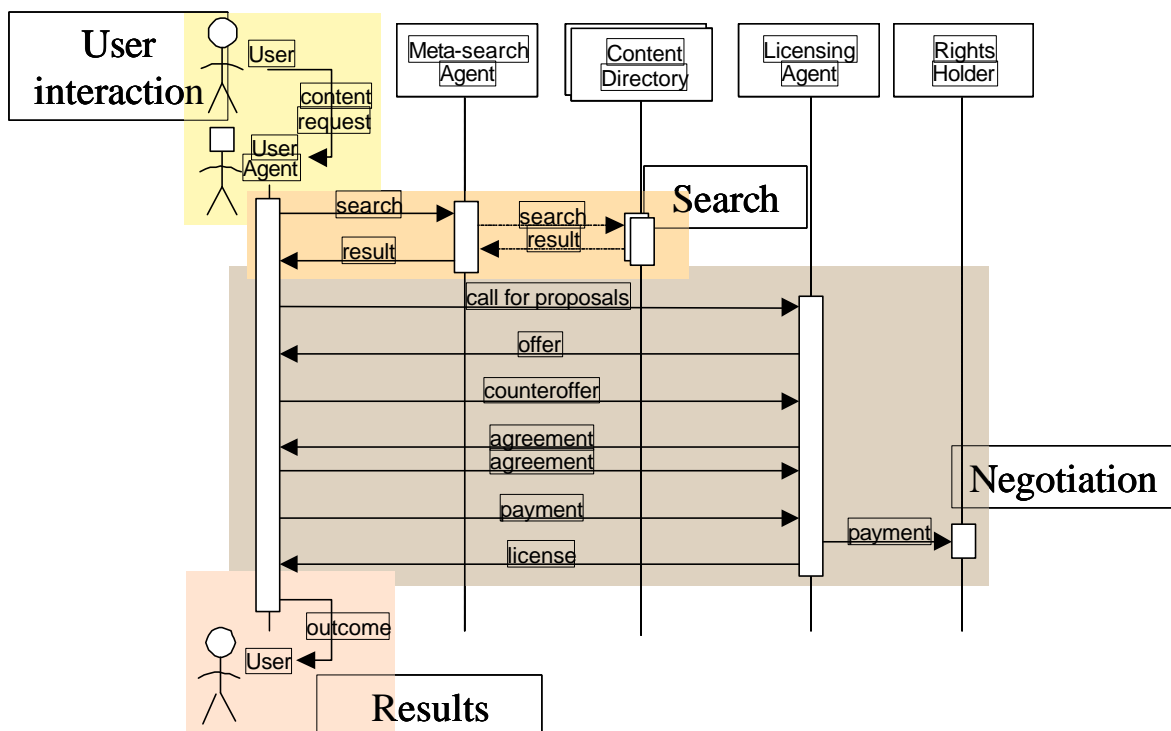 User
interaction
User
content
request
User
Agent
Meta-search
Agent
Content
Directory
Licensing
Agent
Rights
Holder
Search
search
search
result
result
call for proposals
offer
counteroffer
agreement
agreement
Negotiation
payment
payment
license
outcome
User
Results